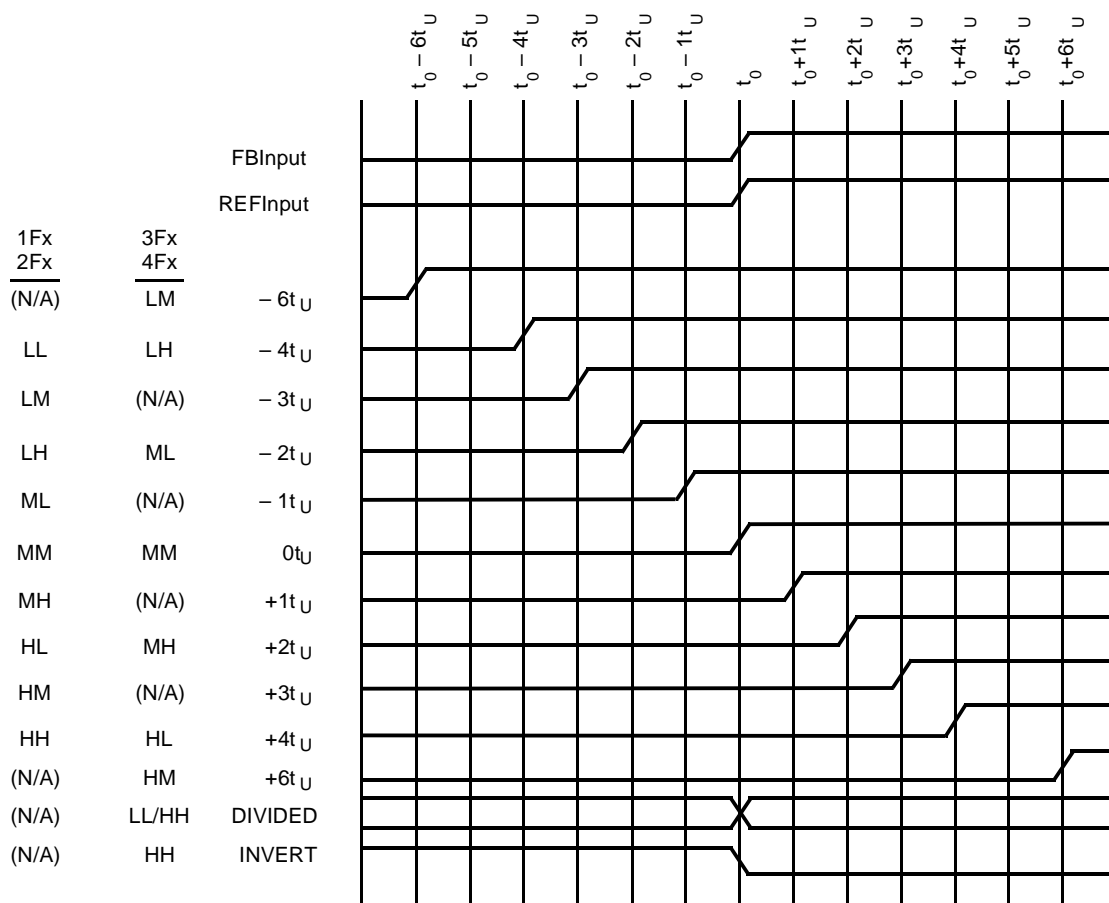 t0 – 6tU
t0 – 5tU
t0 – 4tU
t0 – 3tU
t0 – 2tU
t0 – 1tU
t0
t0+1tU
t0+2tU
t0+3tU
t0+4tU
t0+5tU
t0+6tU
FBInput
REFInput
1Fx 3Fx
2Fx 4Fx
(N/A) LM – 6tU
LL LH – 4tU
LM (N/A) – 3tU
LH ML – 2tU
ML (N/A) – 1tU
MM MM 0tU
MH (N/A) +1tU
HL MH +2tU
HM (N/A) +3tU
HH HL +4tU
(N/A) HM +6tU
(N/A) LL/HH DIVIDED
(N/A) HH INVERT